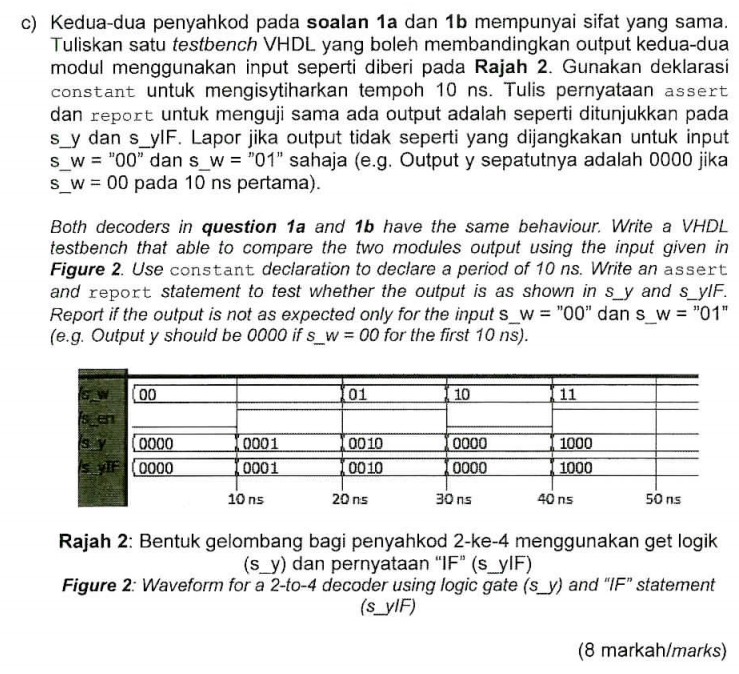 c) Kedua-dua penyahkod pada soalan 1a dan 1b mempunyai sifat yang sama.
Tuliskan satu testbench VHDL yang boleh membandingkan output kedua-dua
modul menggunakan input seperti diberi pada Rajah 2. Gunakan deklarasi
constant untuk mengisytiharkan tempoh 10 ns. Tulis pernyataan assert
dan report untuk menguji sama ada output adalah seperti ditunjukkan pada
s_y dan s_yIF. Lapor jika output tidak seperti yang dijangkakan untuk input
s_w = "00" dan s_w = "01" sahaja (e.g. Output y sepatutnya adalah 0000 jika
s_w = 00 pada 10 ns pertama).
Both decoders in question 1a and 1b have the same behaviour. Write a VHDL
testbench that able to compare the two modules output using the input given in
Figure 2. Use constant declaration to declare a period of 10 ns. Write an assert
and report statement to test whether the output is as shown in s_y and s_yIF.
Report if the output is not as expected only for the input s_w = "00" dan s_w = "01"
(e.g. Output y should be 0000 if s_w = 00 for the first 10 ns).
/s_w 00 01 10 11
/s_en
/s_y 0000 0001 0010 0000 1000
/s_yIF 0000 0001 0010 0000 1000
10 ns 20 ns 30 ns 40 ns 50 ns
Rajah 2: Bentuk gelombang bagi penyahkod 2-ke-4 menggunakan get logik
(s_y) dan pernyataan "IF" (s_yIF)
Figure 2: Waveform for a 2-to-4 decoder using logic gate (s_y) and "IF" statement
(s_yIF)
(8 markah/marks)